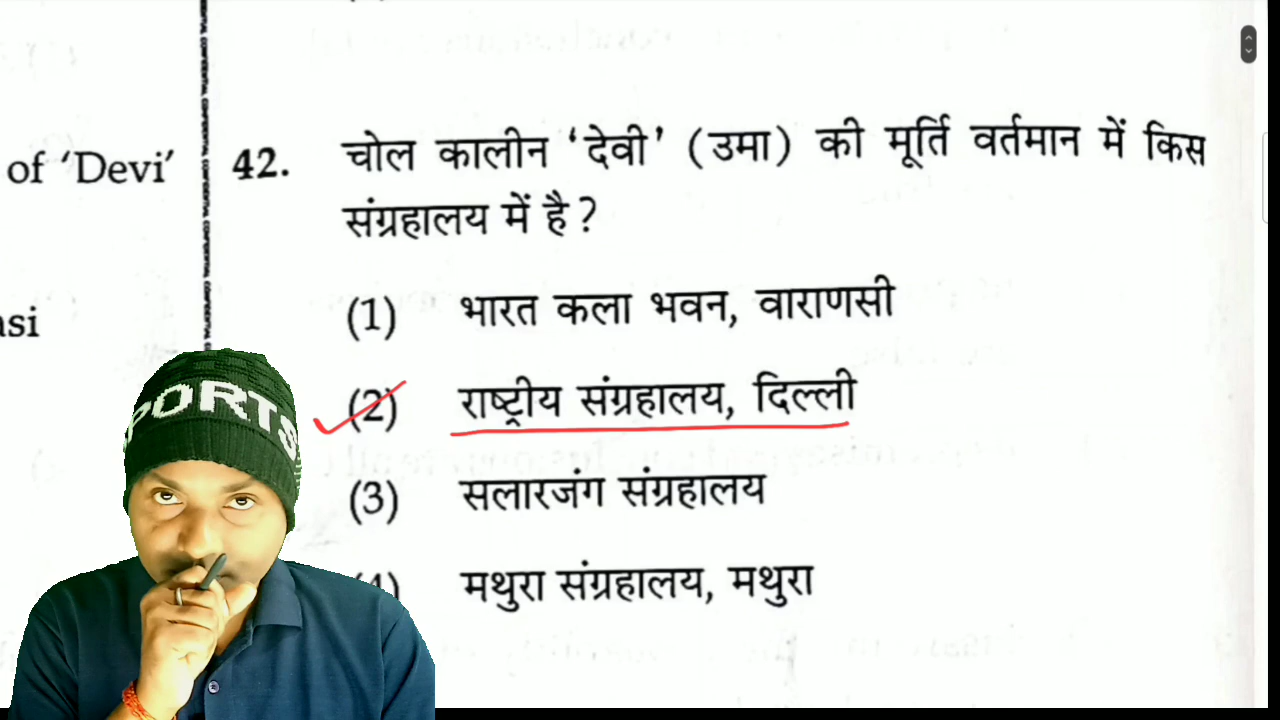 of ‘Devi’
42. चोल कालीन ‘देवी’ (उमा) की मूर्ति वर्तमान में किस
संग्रहालय में है ?
(1) भारत कला भवन, वाराणसी
asi
(2) राष्ट्रीय संग्रहालय, दिल्ली
PORTS
(3) सलारजंग संग्रहालय
(4) मथुरा संग्रहालय, मथुरा